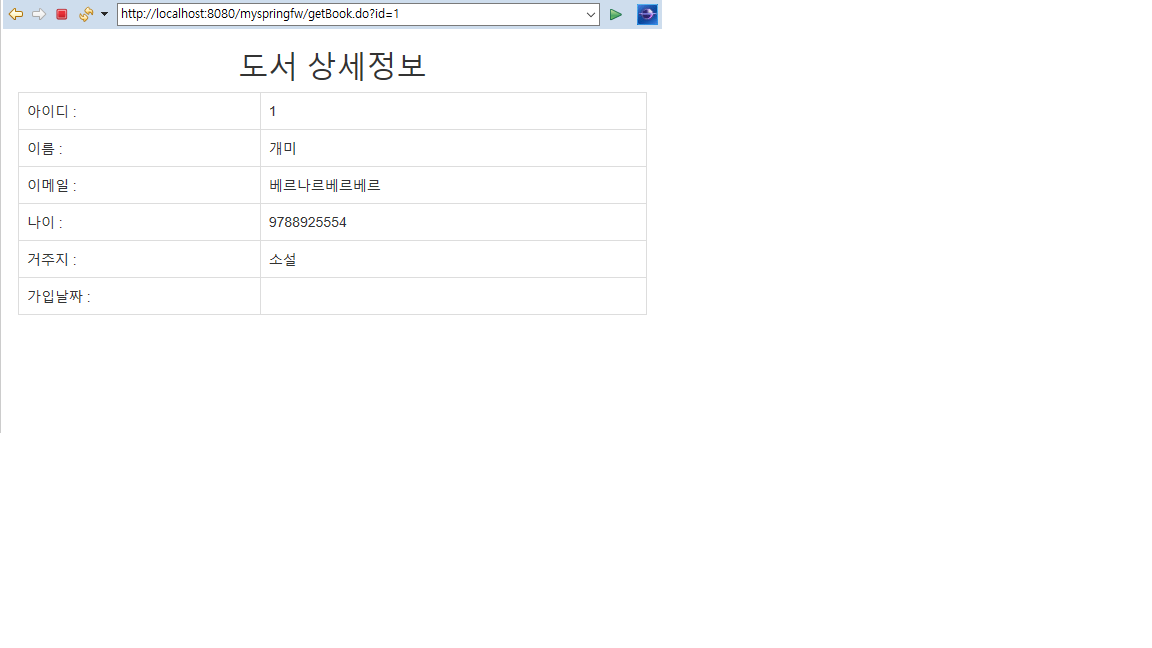 http://localhost:8080/myspringfw/getBook.do?id=1
도서 상세정보
아이디 : 1
이름 : 개미
이메일 : 베르나르베르베르
나이 : 9788925554
거주지 : 소설
가입날짜 :